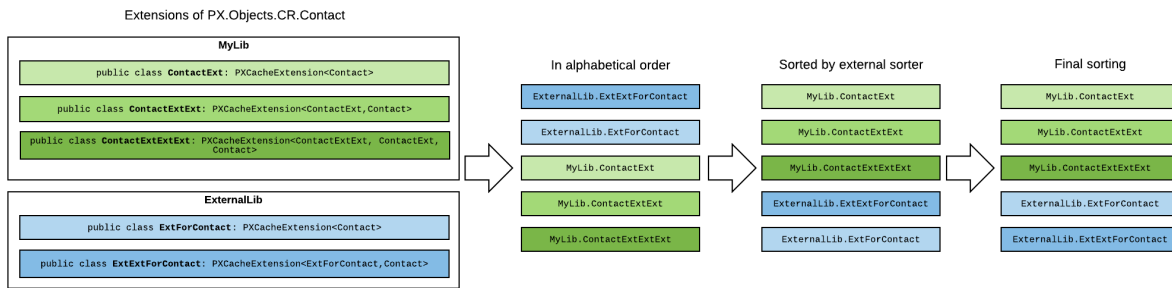 Extensions of PX.Objects.CR.Contact
MyLib
public class ContactExt: PXCacheExtension<Contact>
public class ContactExtExt: PXCacheExtension<ContactExt,Contact>
public class ContactExtExtExt: PXCacheExtension<ContactExtExt, ContactExt,
Contact>
ExternalLib
public class ExtForContact: PXCacheExtension<Contact>
public class ExtExtForContact: PXCacheExtension<ExtForContact,Contact>
In alphabetical order
ExternalLib.ExtExtForContact
ExternalLib.ExtForContact
MyLib.ContactExt
MyLib.ContactExtExt
MyLib.ContactExtExtExt
Sorted by external sorter
MyLib.ContactExt
MyLib.ContactExtExt
MyLib.ContactExtExtExt
ExternalLib.ExtExtForContact
ExternalLib.ExtForContact
Final sorting
MyLib.ContactExt
MyLib.ContactExtExt
MyLib.ContactExtExtExt
ExternalLib.ExtForContact
ExternalLib.ExtExtForContact